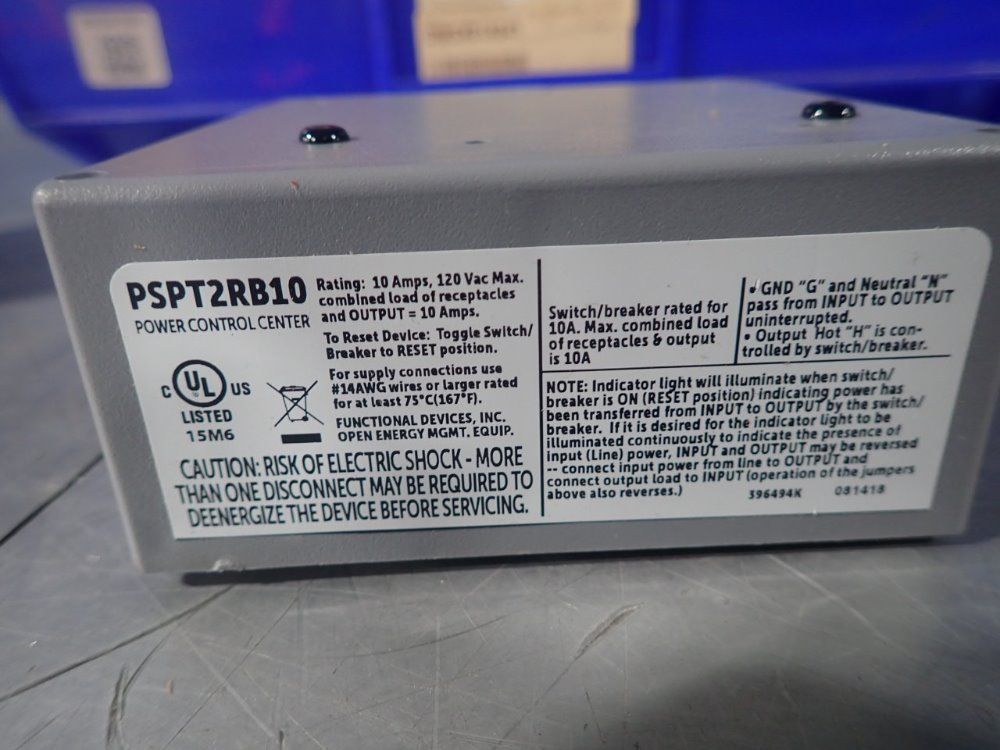 PSPT2RB10
POWER CONTROL CENTER
C UL US
LISTED
15M6
Rating: 10 Amps, 120 Vac Max.
combined load of receptacles
and OUTPUT = 10 Amps.
To Reset Device: Toggle Switch/
Breaker to RESET position.
For supply connections use
#14AWG wires or larger rated
for at least 75°C(167°F).
FUNCTIONAL DEVICES, INC.
OPEN ENERGY MGMT. EQUIP.
CAUTION: RISK OF ELECTRIC SHOCK - MORE
THAN ONE DISCONNECT MAY BE REQUIRED TO
DEENERGIZE THE DEVICE BEFORE SERVICING.
Switch/breaker rated for
10A. Max. combined load
of receptacles & output
is 10A
• GND "G" and Neutral "N"
pass from INPUT to OUTPUT
uninterrupted.
• Output Hot "H" is con-
trolled by switch/breaker.
NOTE: Indicator light will illuminate when switch/
breaker is ON (RESET position) indicating power has
been transferred from INPUT to OUTPUT by the switch/
breaker. If it is desired for the indicator light to be
illuminated continuously to indicate the presence of
input (Line) power, INPUT and OUTPUT may be reversed
-- connect input power from line to OUTPUT and
connect output load to INPUT (operation of the jumpers
above also reverses.)
396494K
081418